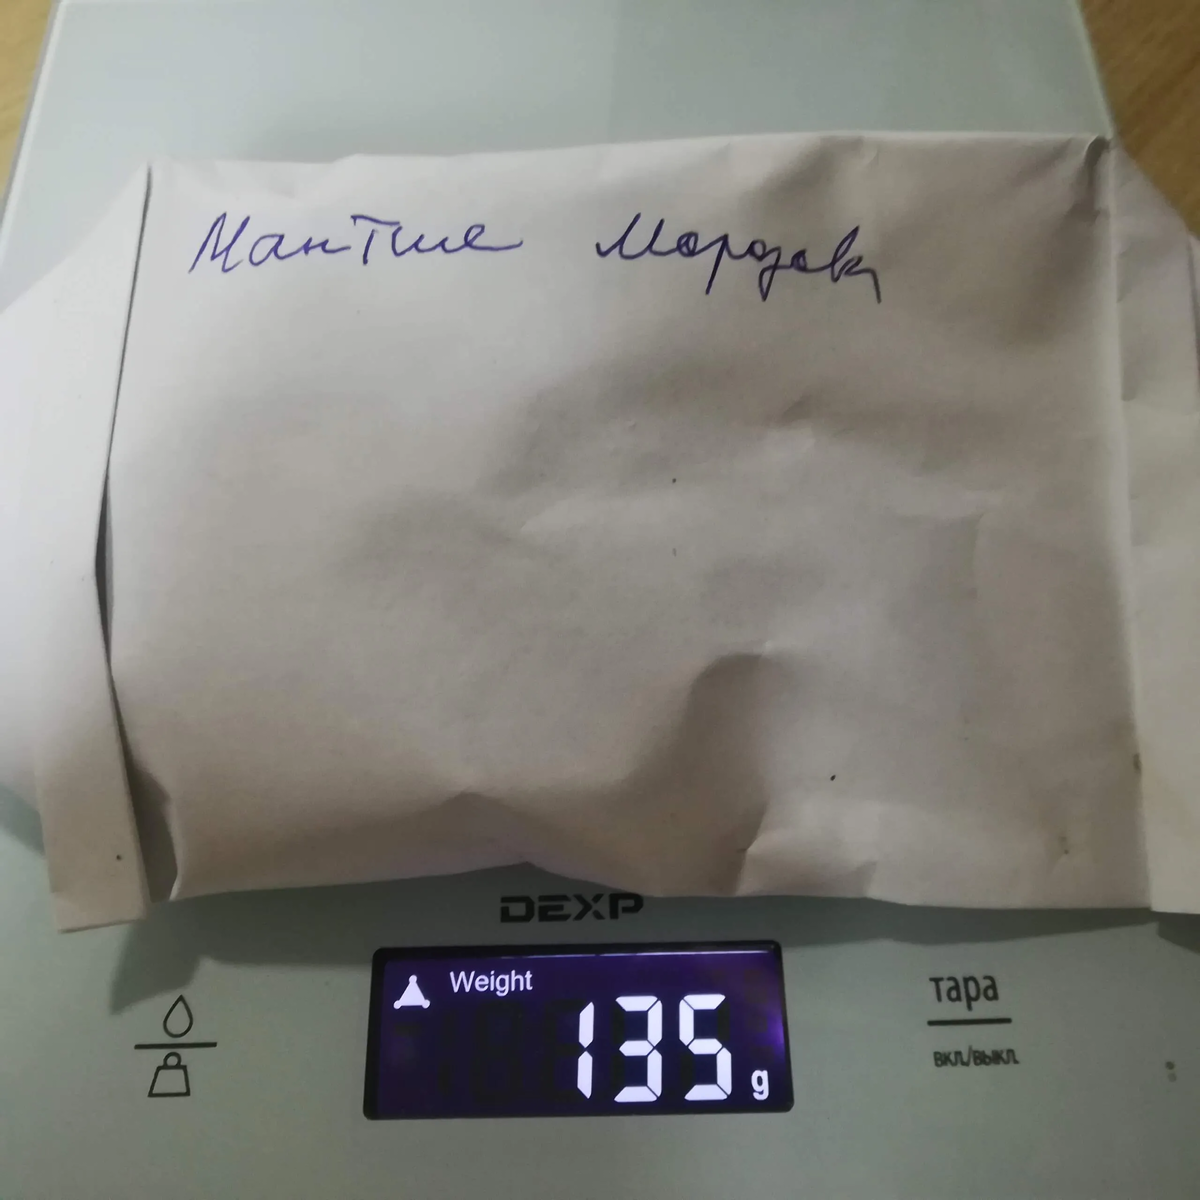 Мантие
DEXP
Weight
135 g
тара
вкл./выкл.